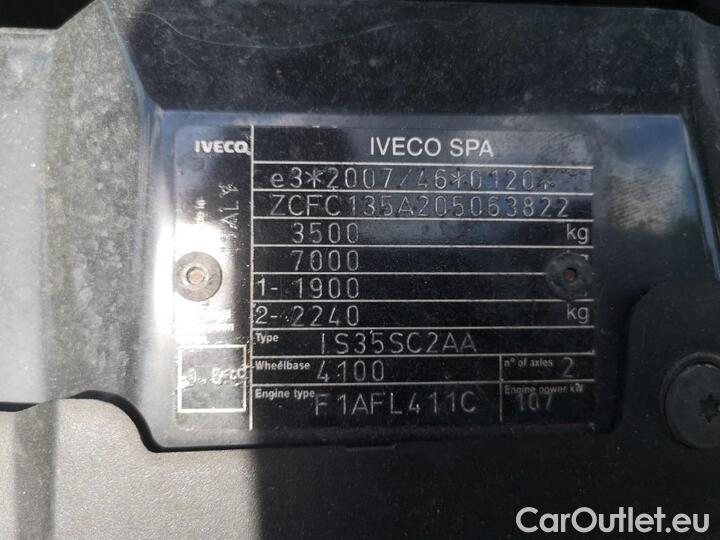 IVECO
IVECO SPA
e3*2007/46*0120*
ZCFC135A205063822
3500 kg
7000
1- 1900
2- 2240 kg
Type IS35SC2AA
Wheelbase 4100 n° of axles 2
Engine type F1AFL411C Engine power kW 107
CarOutlet.eu